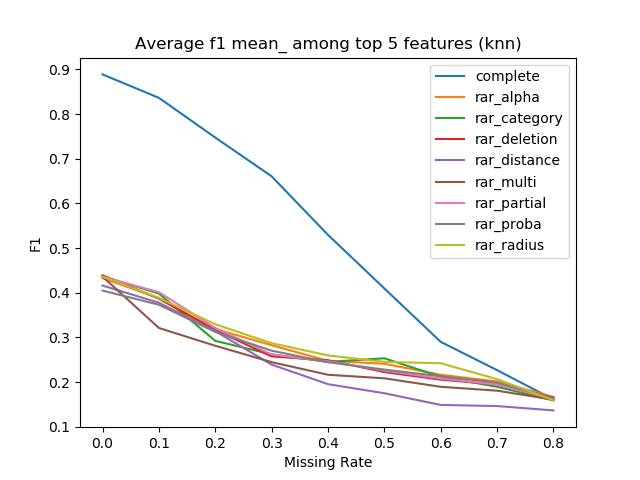 Average f1 mean_ among top 5 features (knn)
0.9
0.8
0.7
0.6
0.5
0.4
0.3
0.2
0.1
F1
complete
rar_alpha
rar_category
rar_deletion
rar_distance
rar_multi
rar_partial
rar_proba
rar_radius
0.0 0.1 0.2 0.3 0.4 0.5 0.6 0.7 0.8
Missing Rate